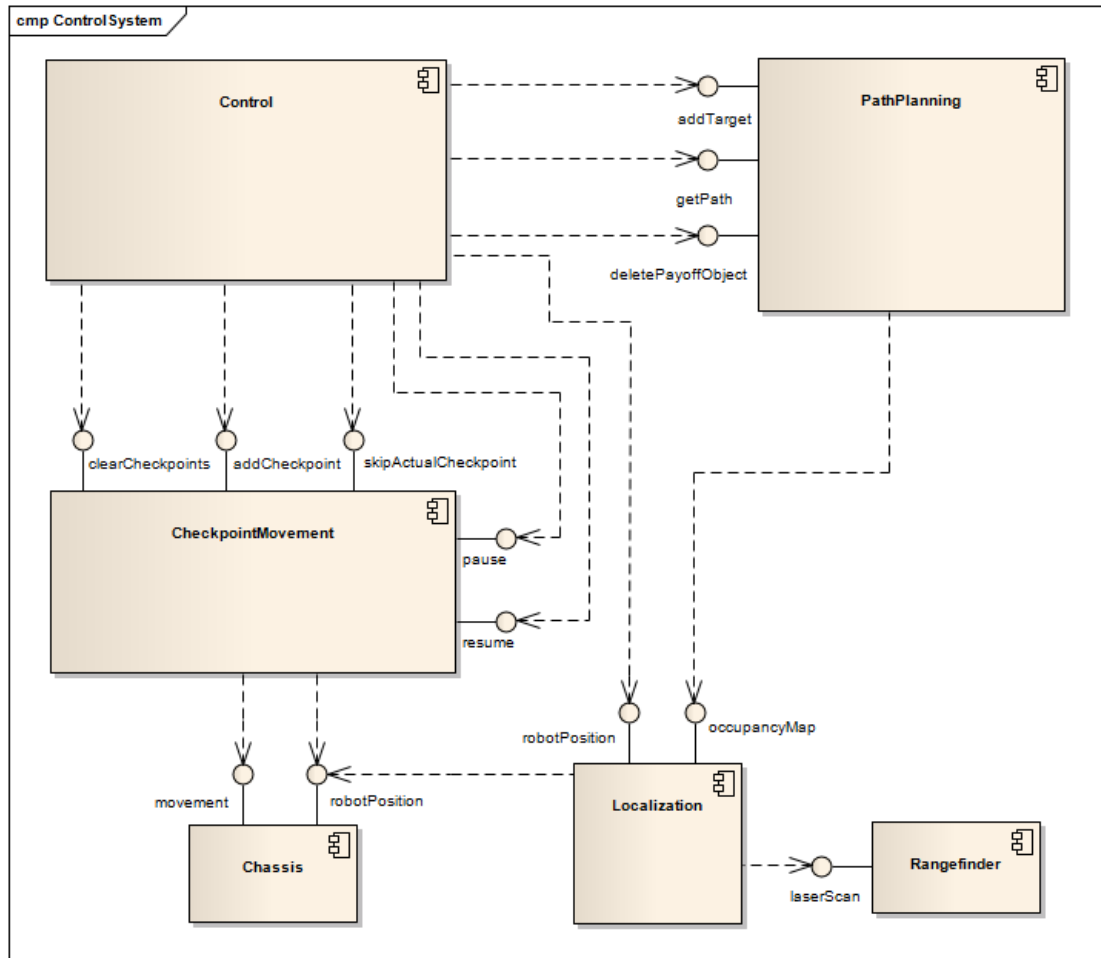 cmp ControlSystem
Control
PathPlanning
addTarget
getPath
deletePayoffObject
clearCheckpoints
addCheckpoint
skipActualCheckpoint
CheckpointMovement
pause
resume
robotPosition
occupancyMap
movement
robotPosition
Localization
Chassis
Rangefinder
laserScan